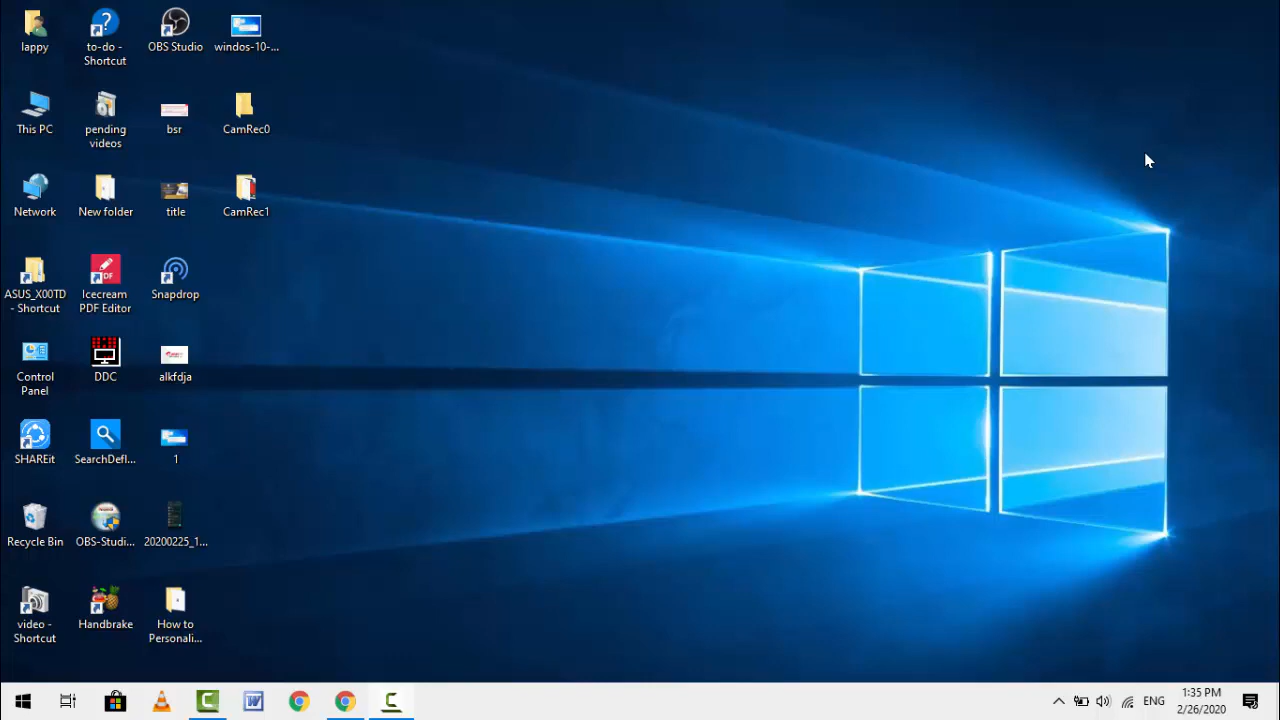 lappy
to-do -
Shortcut
OBS Studio
windos-10-...
This PC
pending
videos
bsr
CamRec0
Network
New folder
title
CamRec1
ASUS_X00TD
- Shortcut
Icecream
PDF Editor
Snapdrop
Control
Panel
DDC
alkfdja
SHAREit
SearchDefl...
1
Recycle Bin
OBS-Studi...
20200225_1...
video -
Shortcut
Handbrake
How to
Personali...
ENG
1:35 PM
2/26/2020